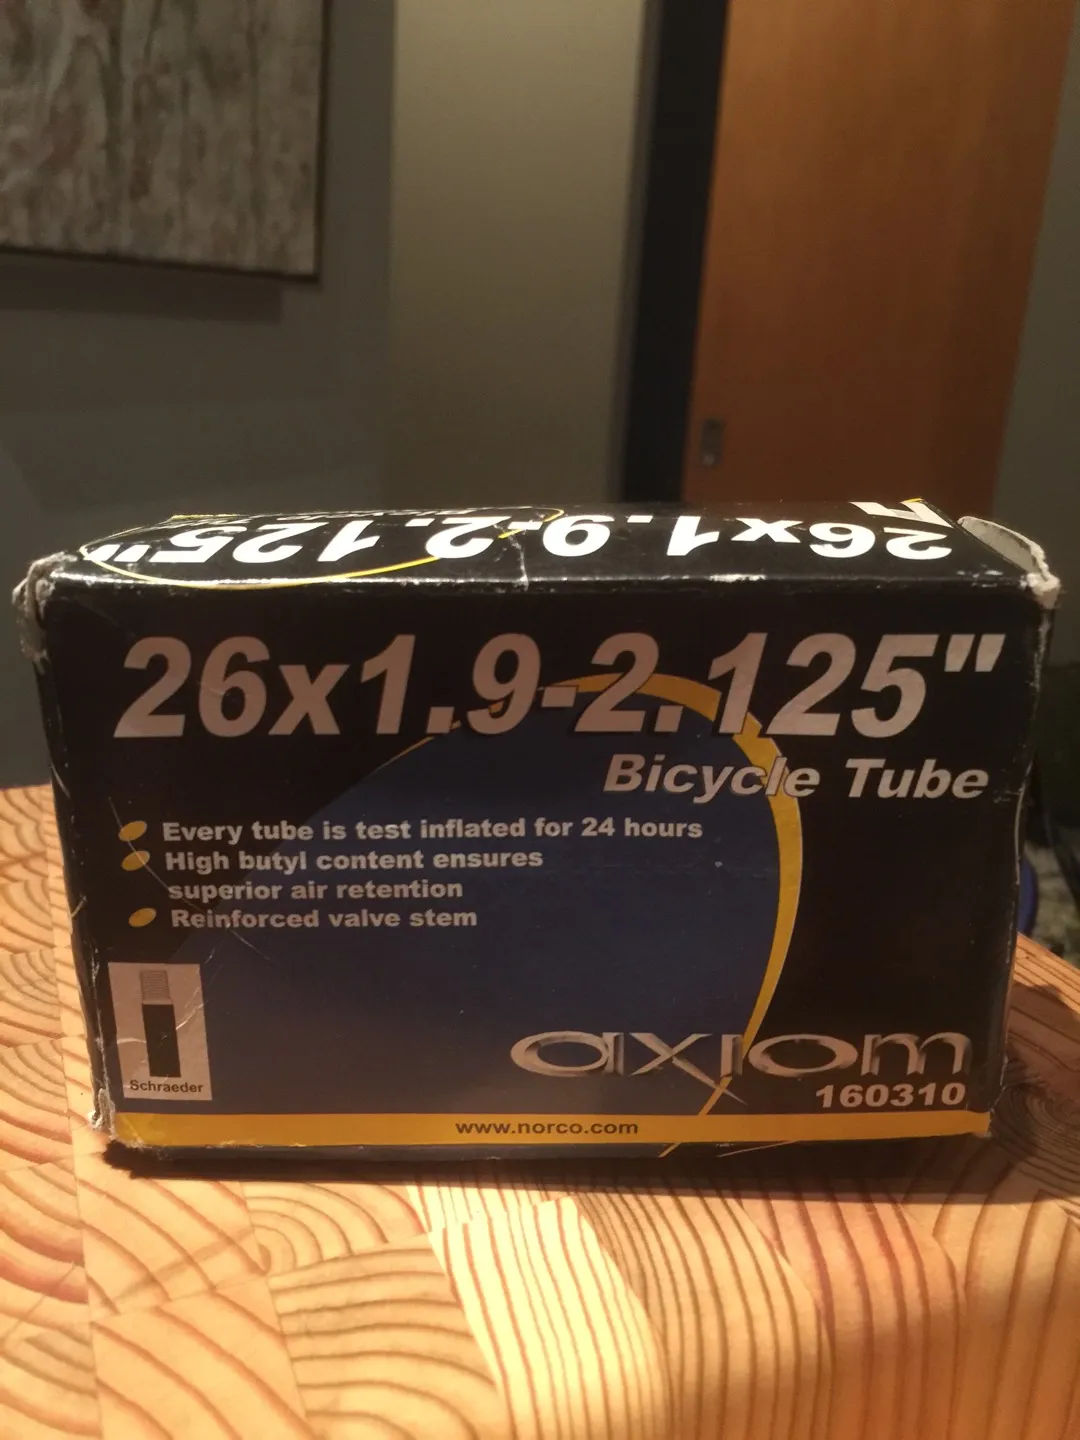 26x1.9-2.125"
26x1.9-2.125"
Bicycle Tube
Every tube is test inflated for 24 hours
High butyl content ensures
superior air retention
Reinforced valve stem
Schraeder
axiom
160310
www.norco.com